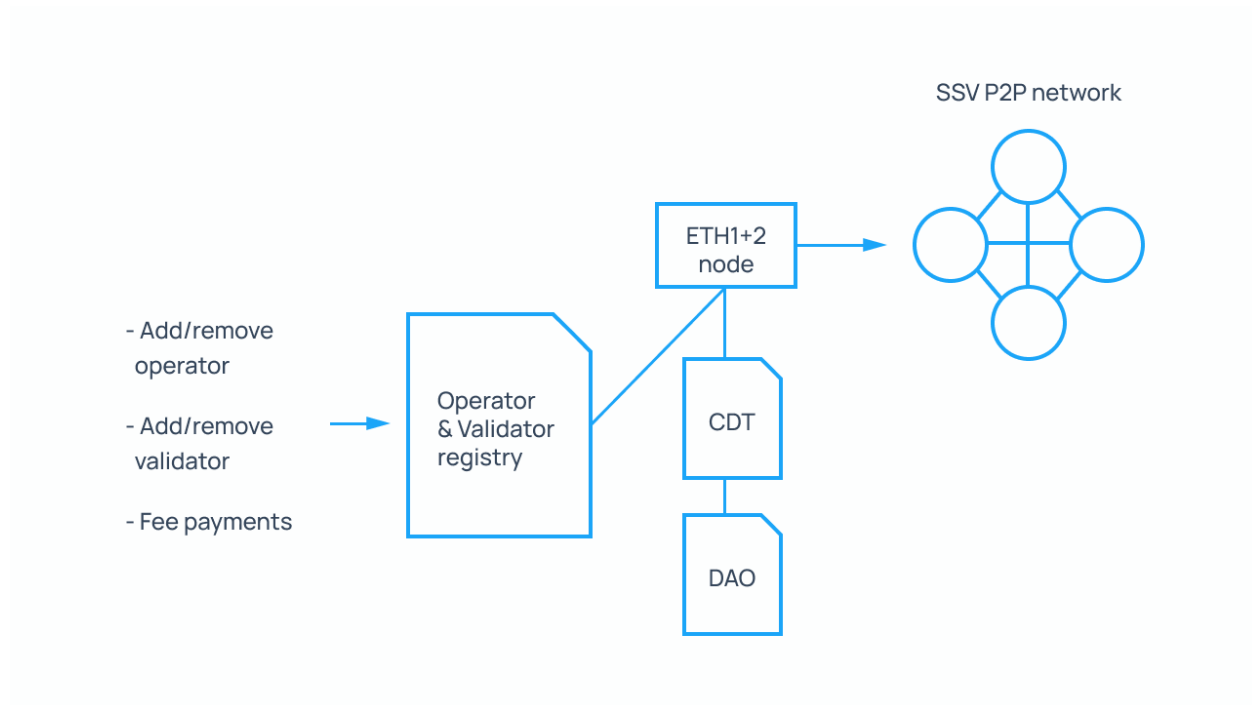 SSV P2P network
ETH1+2
node
- Add/remove
operator
- Add/remove
validator
- Fee payments
Operator
& Validator
registry
CDT
DAO